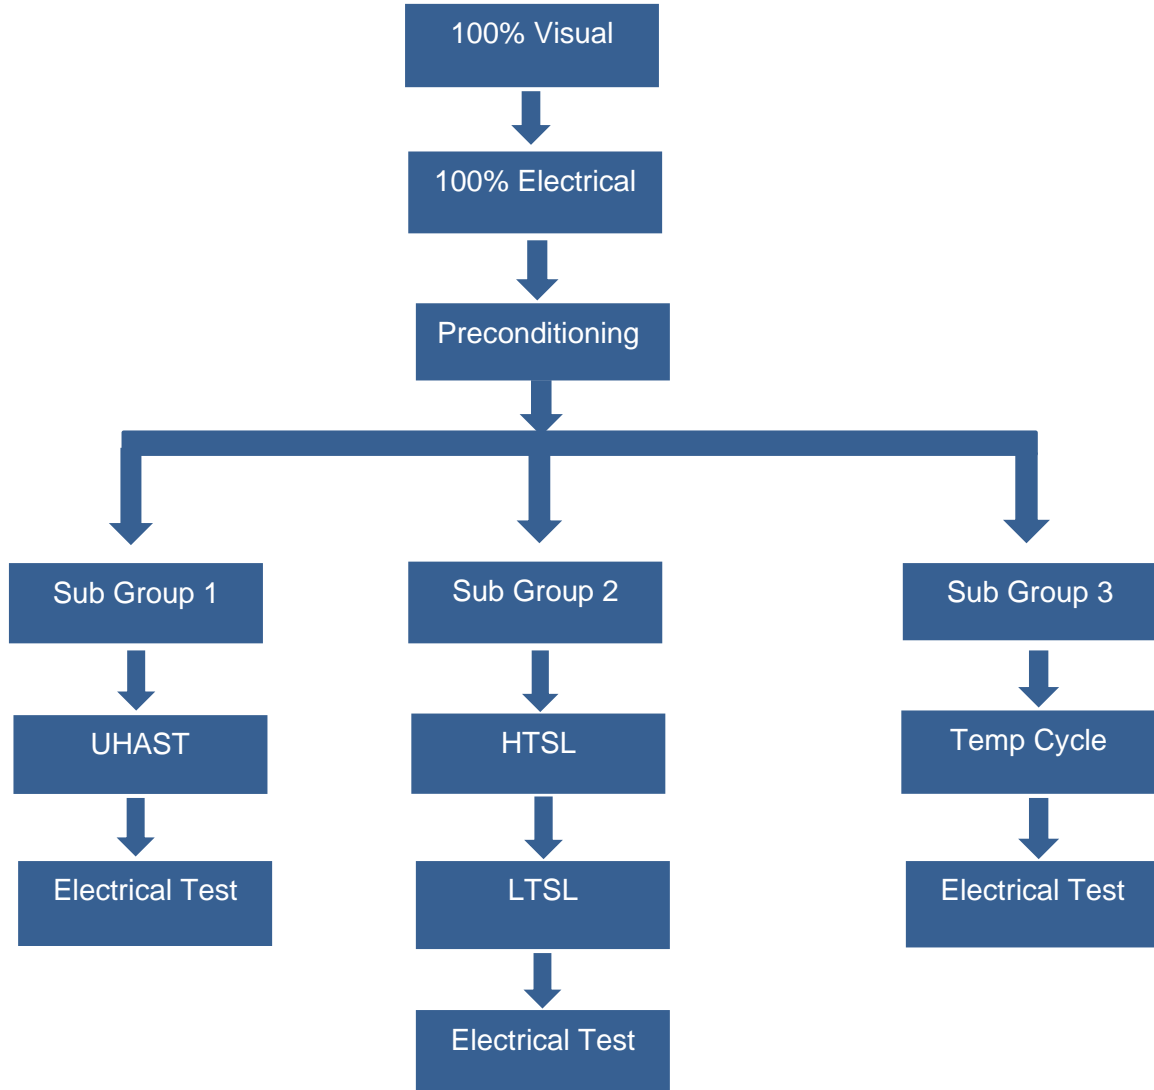 100% Visual
100% Electrical
Preconditioning
Sub Group 1
Sub Group 2
Sub Group 3
UHAST
HTSL
Temp Cycle
Electrical Test
LTSL
Electrical Test
Electrical Test